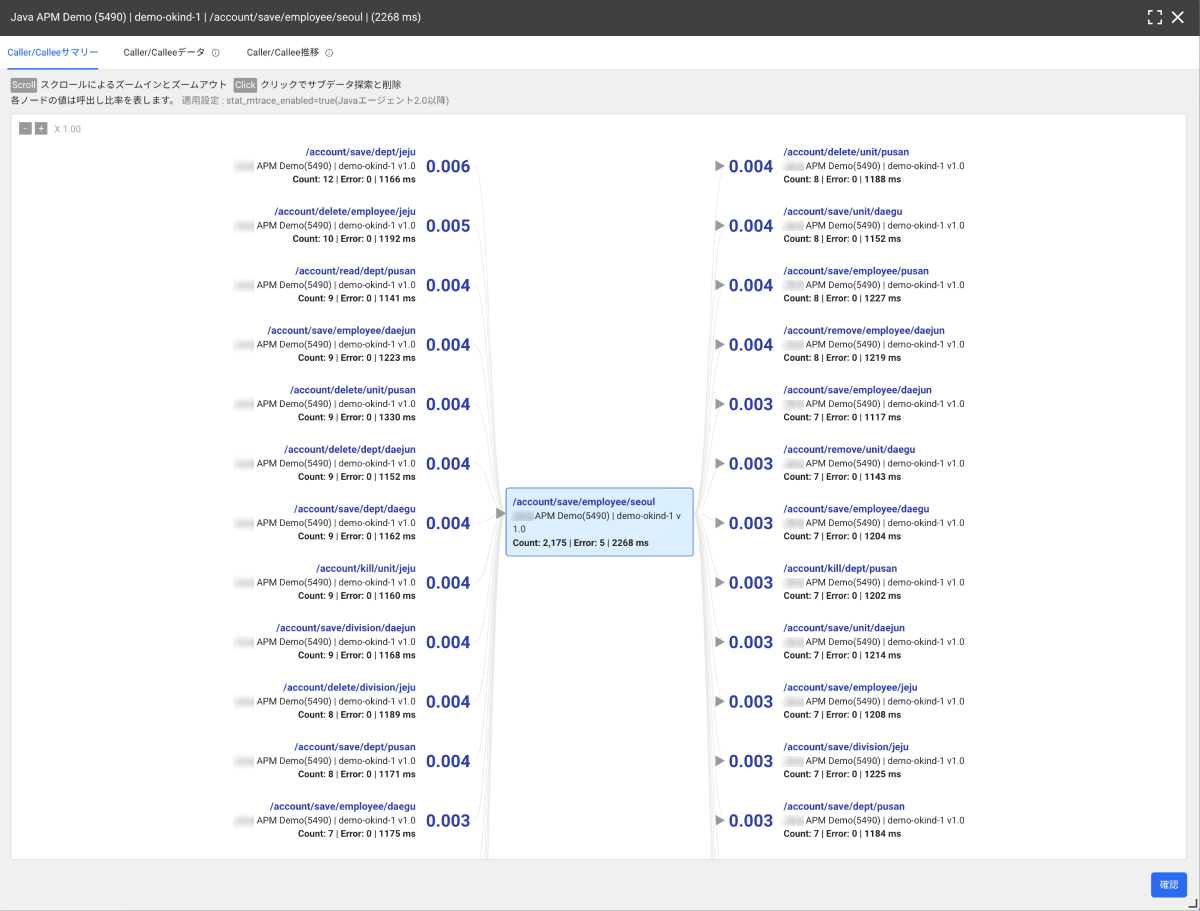 Java APM Demo (5490) | demo-okind-1 | /account/save/employee/seoul | (2268 ms)
Caller/Calleeサマリー Caller/Calleeデータ Caller/Callee推移
Scroll スクロールによるズームインとズームアウト Click クリックでサブデータ探索と削除
各ノードの値は呼出し比率を表します。 適用設定 : stat_mtrace_enabled=true(Javaエージェント2.0以降)
- + X 1.00
/account/save/dept/jeju
APM Demo(5490) | demo-okind-1 v1.0
Count: 12 | Error: 0 | 1166 ms
0.006
/account/delete/employee/jeju
APM Demo(5490) | demo-okind-1 v1.0
Count: 10 | Error: 0 | 1192 ms
0.005
/account/read/dept/pusan
APM Demo(5490) | demo-okind-1 v1.0
Count: 9 | Error: 0 | 1141 ms
0.004
/account/save/employee/daejun
APM Demo(5490) | demo-okind-1 v1.0
Count: 9 | Error: 0 | 1223 ms
0.004
/account/delete/unit/pusan
APM Demo(5490) | demo-okind-1 v1.0
Count: 9 | Error: 0 | 1330 ms
0.004
/account/delete/dept/daejun
APM Demo(5490) | demo-okind-1 v1.0
Count: 9 | Error: 0 | 1152 ms
0.004
/account/save/dept/daegu
APM Demo(5490) | demo-okind-1 v1.0
Count: 9 | Error: 0 | 1162 ms
0.004
/account/kill/unit/jeju
APM Demo(5490) | demo-okind-1 v1.0
Count: 9 | Error: 0 | 1160 ms
0.004
/account/save/division/daejun
APM Demo(5490) | demo-okind-1 v1.0
Count: 9 | Error: 0 | 1168 ms
0.004
/account/delete/division/jeju
APM Demo(5490) | demo-okind-1 v1.0
Count: 8 | Error: 0 | 1189 ms
0.004
/account/save/dept/pusan
APM Demo(5490) | demo-okind-1 v1.0
Count: 8 | Error: 0 | 1171 ms
0.004
/account/save/employee/daegu
APM Demo(5490) | demo-okind-1 v1.0
Count: 7 | Error: 0 | 1175 ms
0.003
/account/save/employee/seoul
APM Demo(5490) | demo-okind-1 v
1.0
Count: 2,175 | Error: 5 | 2268 ms
0.004
/account/delete/unit/pusan
APM Demo(5490) | demo-okind-1 v1.0
Count: 8 | Error: 0 | 1188 ms
0.004
/account/save/unit/daegu
APM Demo(5490) | demo-okind-1 v1.0
Count: 8 | Error: 0 | 1152 ms
0.004
/account/save/employee/pusan
APM Demo(5490) | demo-okind-1 v1.0
Count: 8 | Error: 0 | 1227 ms
0.004
/account/remove/employee/daejun
APM Demo(5490) | demo-okind-1 v1.0
Count: 8 | Error: 0 | 1219 ms
0.003
/account/save/employee/daejun
APM Demo(5490) | demo-okind-1 v1.0
Count: 7 | Error: 0 | 1117 ms
0.003
/account/remove/unit/daegu
APM Demo(5490) | demo-okind-1 v1.0
Count: 7 | Error: 0 | 1143 ms
0.003
/account/save/employee/daegu
APM Demo(5490) | demo-okind-1 v1.0
Count: 7 | Error: 0 | 1204 ms
0.003
/account/kill/dept/pusan
APM Demo(5490) | demo-okind-1 v1.0
Count: 7 | Error: 0 | 1202 ms
0.003
/account/save/unit/daejun
APM Demo(5490) | demo-okind-1 v1.0
Count: 7 | Error: 0 | 1214 ms
0.003
/account/save/employee/jeju
APM Demo(5490) | demo-okind-1 v1.0
Count: 7 | Error: 0 | 1208 ms
0.003
/account/save/division/jeju
APM Demo(5490) | demo-okind-1 v1.0
Count: 7 | Error: 0 | 1225 ms
0.003
/account/save/dept/pusan
APM Demo(5490) | demo-okind-1 v1.0
Count: 7 | Error: 0 | 1184 ms
確認